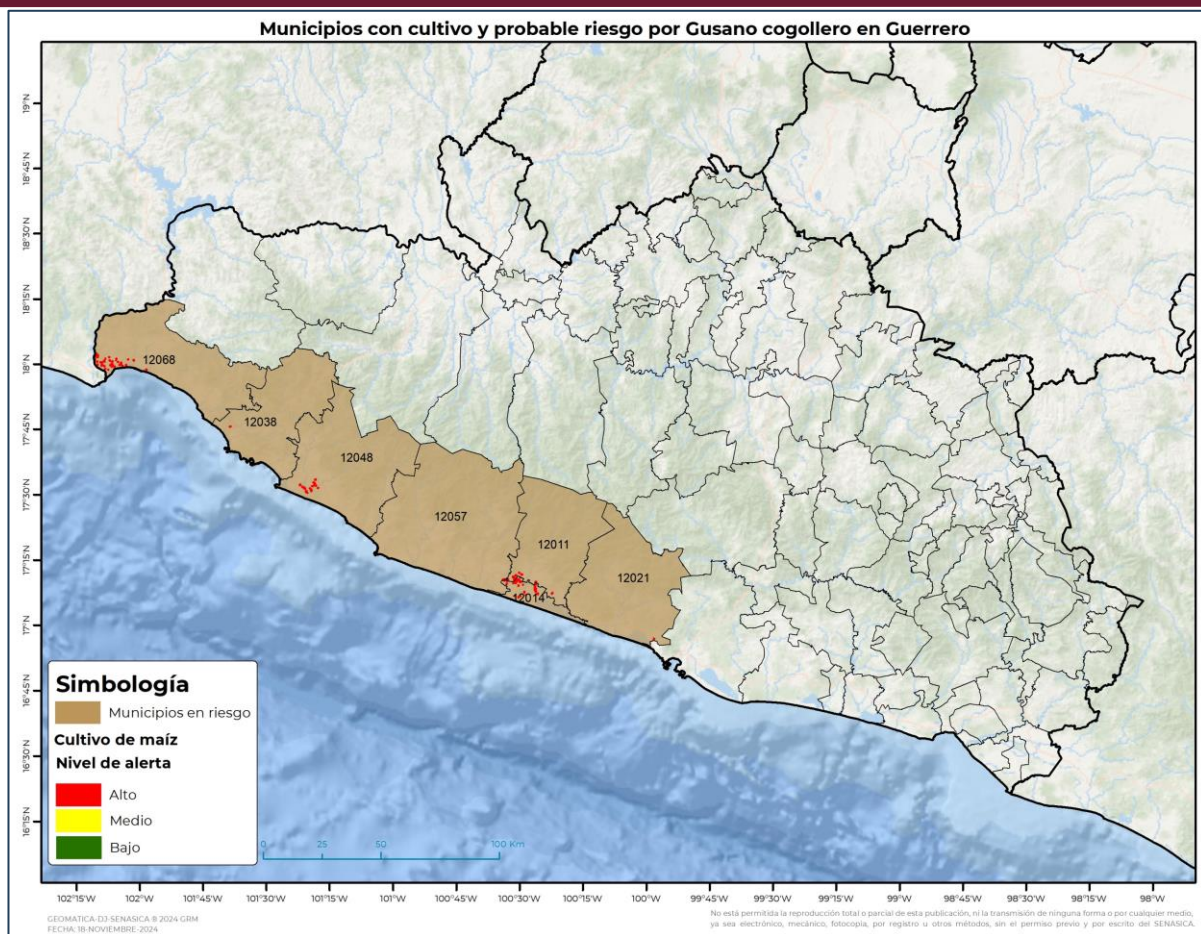 Municipios con cultivo y probable riesgo por Gusano cogollero en Guerrero
19°N
18°45'N
18°30'N
18°15'N
18°N
17°45'N
17°30'N
17°15'N
17°N
16°45'N
16°30'N
16°15'N
12068
12038
12048
12057
12011
12021
12014
Simbología
Municipios en riesgo
Cultivo de maíz
Nivel de alerta
Alto
Medio
Bajo
0 25 50 100 Km
102°15'W 102°W 101°45'W 101°30'W 101°15'W 101°W 100°45'W 100°30'W 100°15'W 100°W 99°45'W 99°30'W 99°15'W 99°W 98°45'W 98°30'W 98°15'W 98°W
GEOMATICA-DJ-SENASICA ® 2024 GRM
FECHA: 18-NOVIEMBRE-2024
No está permitida la reproducción total o parcial de esta publicación, ni la transmisión de ninguna forma o por cualquier medio,
ya sea electrónico, mecánico, fotocopia, por registro u otros métodos, sin el permiso previo y por escrito del SENASICA.